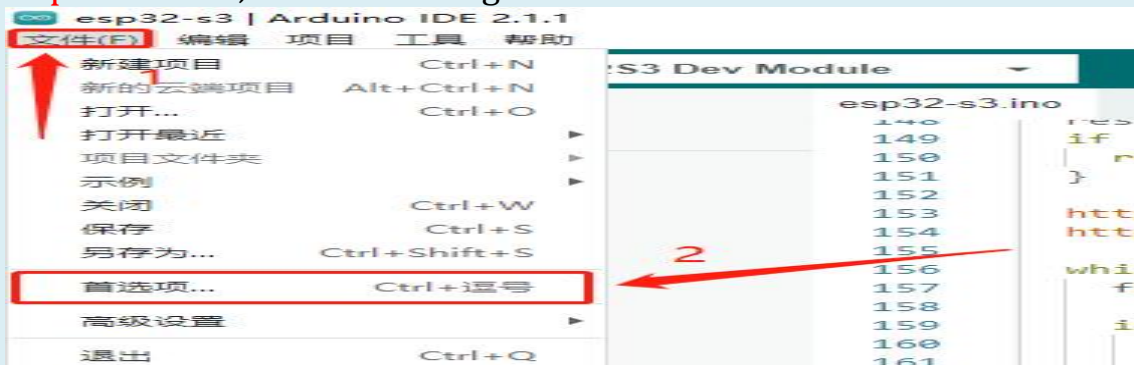 esp32-s3 | Arduino IDE 2.1.1
文件(F) 编辑 项目 工具 帮助
1
新建项目 Ctrl+N
新的云端项目 Alt+Ctrl+N
打开... Ctrl+O
打开最近
项目文件夹
示例
关闭 Ctrl+W
保存 Ctrl+S
另存为... Ctrl+Shift+S
首选项... Ctrl+逗号
高级设置
退出 Ctrl+Q
2
S3 Dev Module
esp32-s3.ino
149 if
150 r
151 }
152
153 htt
154 htt
155
156 whi
157 f
158
159 i
160
161